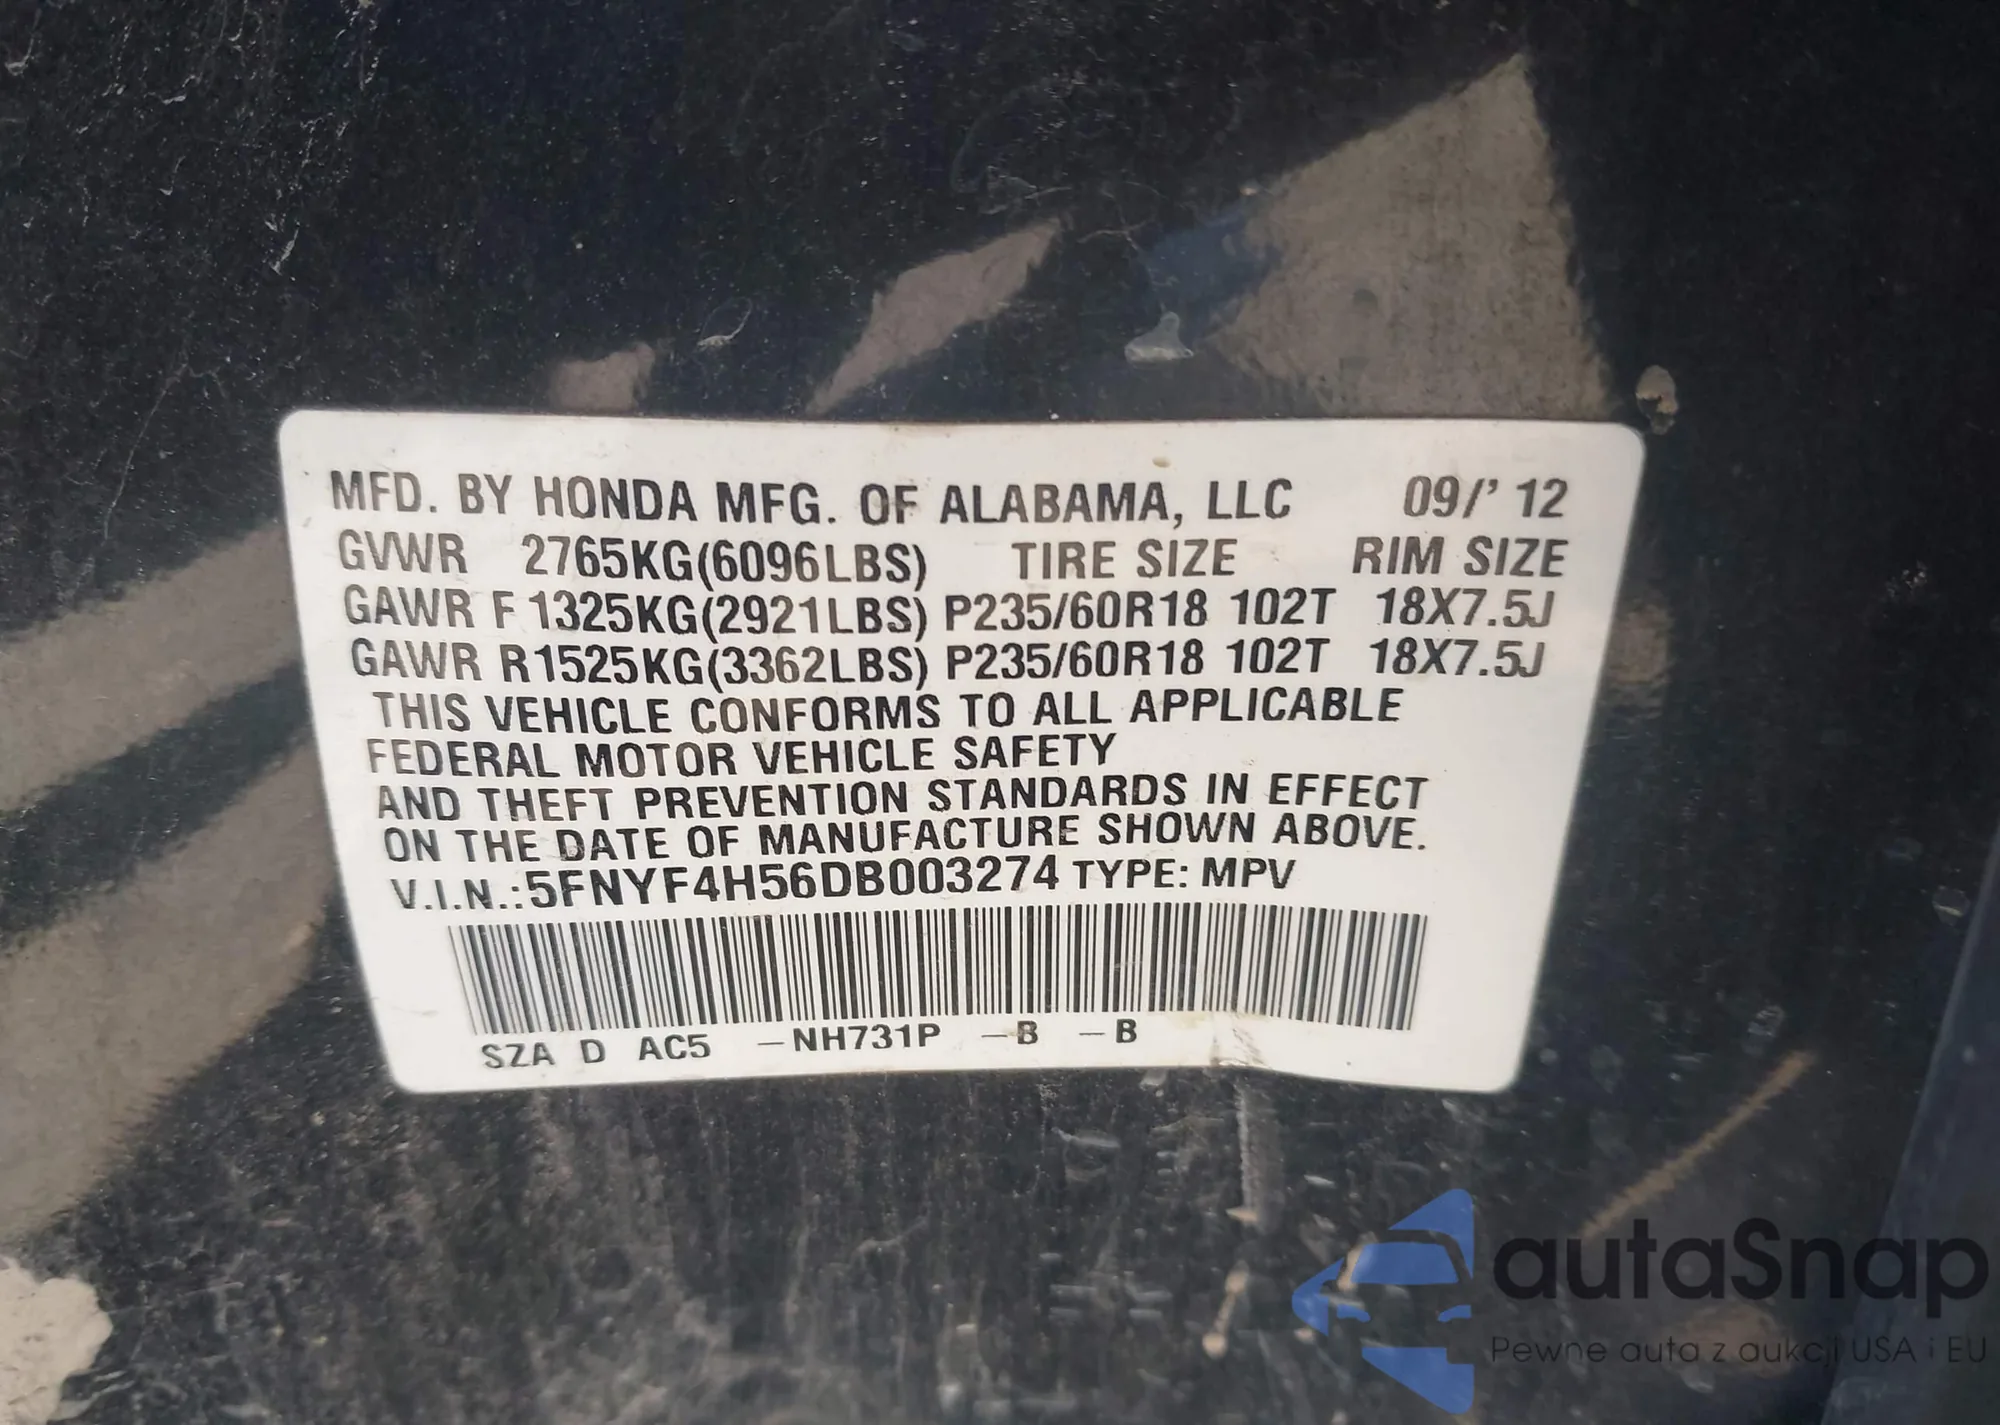 MFD. BY HONDA MFG. OF ALABAMA, LLC 09/' 12
GVWR 2765KG(6096LBS) TIRE SIZE RIM SIZE
GAWR F 1325KG(2921LBS) P235/60R18 102T 18X7.5J
GAWR R1525KG(3362LBS) P235/60R18 102T 18X7.5J
THIS VEHICLE CONFORMS TO ALL APPLICABLE
FEDERAL MOTOR VEHICLE SAFETY
AND THEFT PREVENTION STANDARDS IN EFFECT
ON THE DATE OF MANUFACTURE SHOWN ABOVE.
V.I.N.:5FNYF4H56DB003274 TYPE: MPV
SZA D AC5 –NH731P –B –B
autaSnap
Pewne auta z aukcji USA i EU